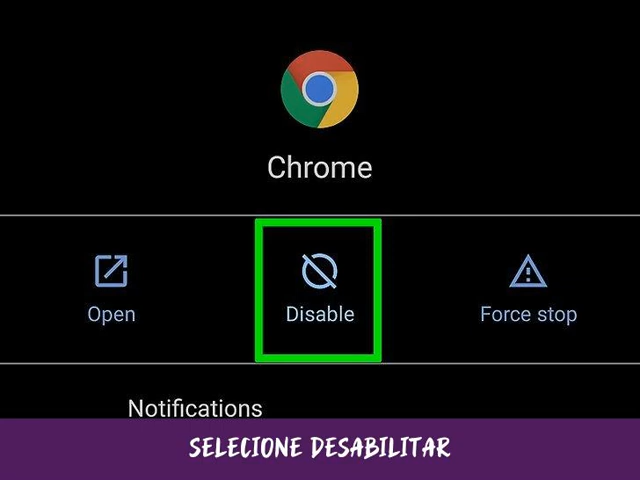 Chrome
Open
Disable
Force stop
Notifications
SELECIONE DESABILITAR